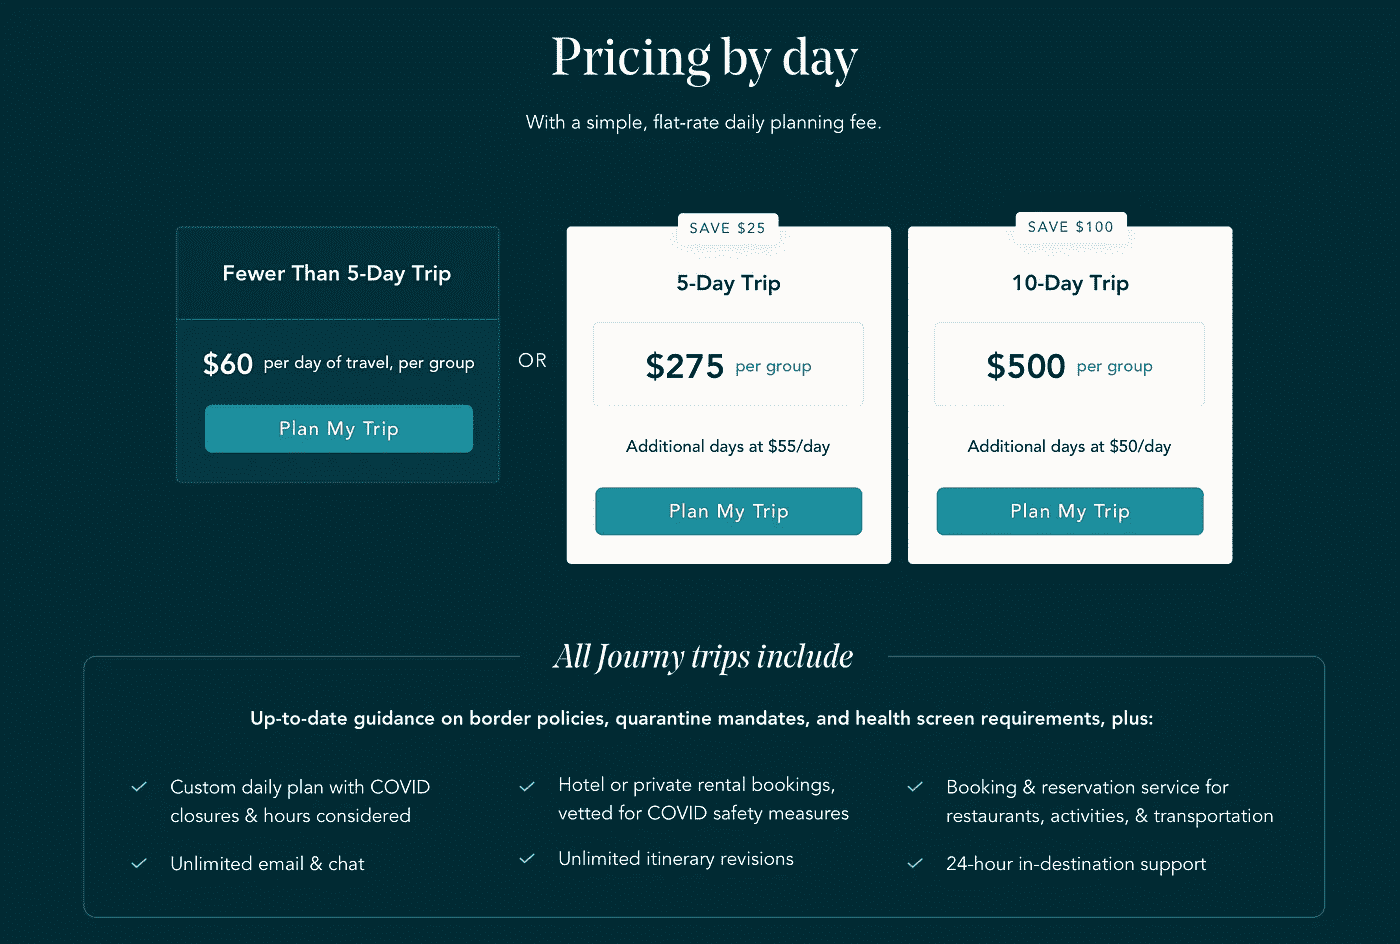 Pricing by day
With a simple, flat-rate daily planning fee.
Fewer Than 5-Day Trip
$60 per day of travel, per group
Plan My Trip
OR
SAVE $25
5-Day Trip
$275 per group
Additional days at $55/day
Plan My Trip
SAVE $100
10-Day Trip
$500 per group
Additional days at $50/day
Plan My Trip
All Journy trips include
Up-to-date guidance on border policies, quarantine mandates, and health screen requirements, plus:
Custom daily plan with COVID
closures & hours considered
Unlimited email & chat
Hotel or private rental bookings,
vetted for COVID safety measures
Unlimited itinerary revisions
Booking & reservation service for
restaurants, activities, & transportation
24-hour in-destination support